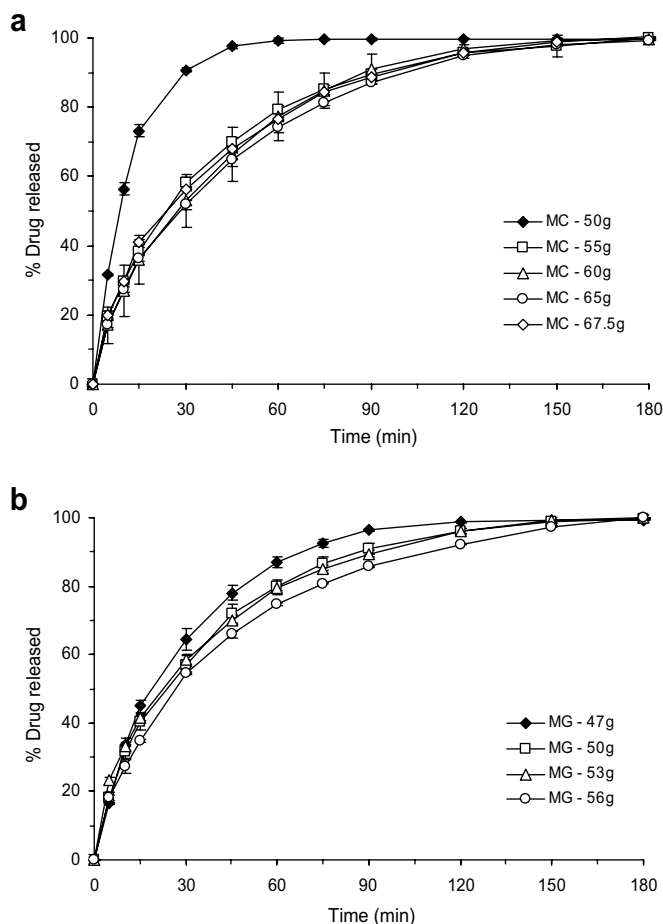 a
100
80
60
40
20
0
% Drug released
MC - 50g
MC - 55g
MC - 60g
MC - 65g
MC - 67.5g
0 30 60 90 120 150 180
Time (min)
b
100
80
60
40
20
0
% Drug released
MG - 47g
MG - 50g
MG - 53g
MG - 56g
0 30 60 90 120 150 180
Time (min)